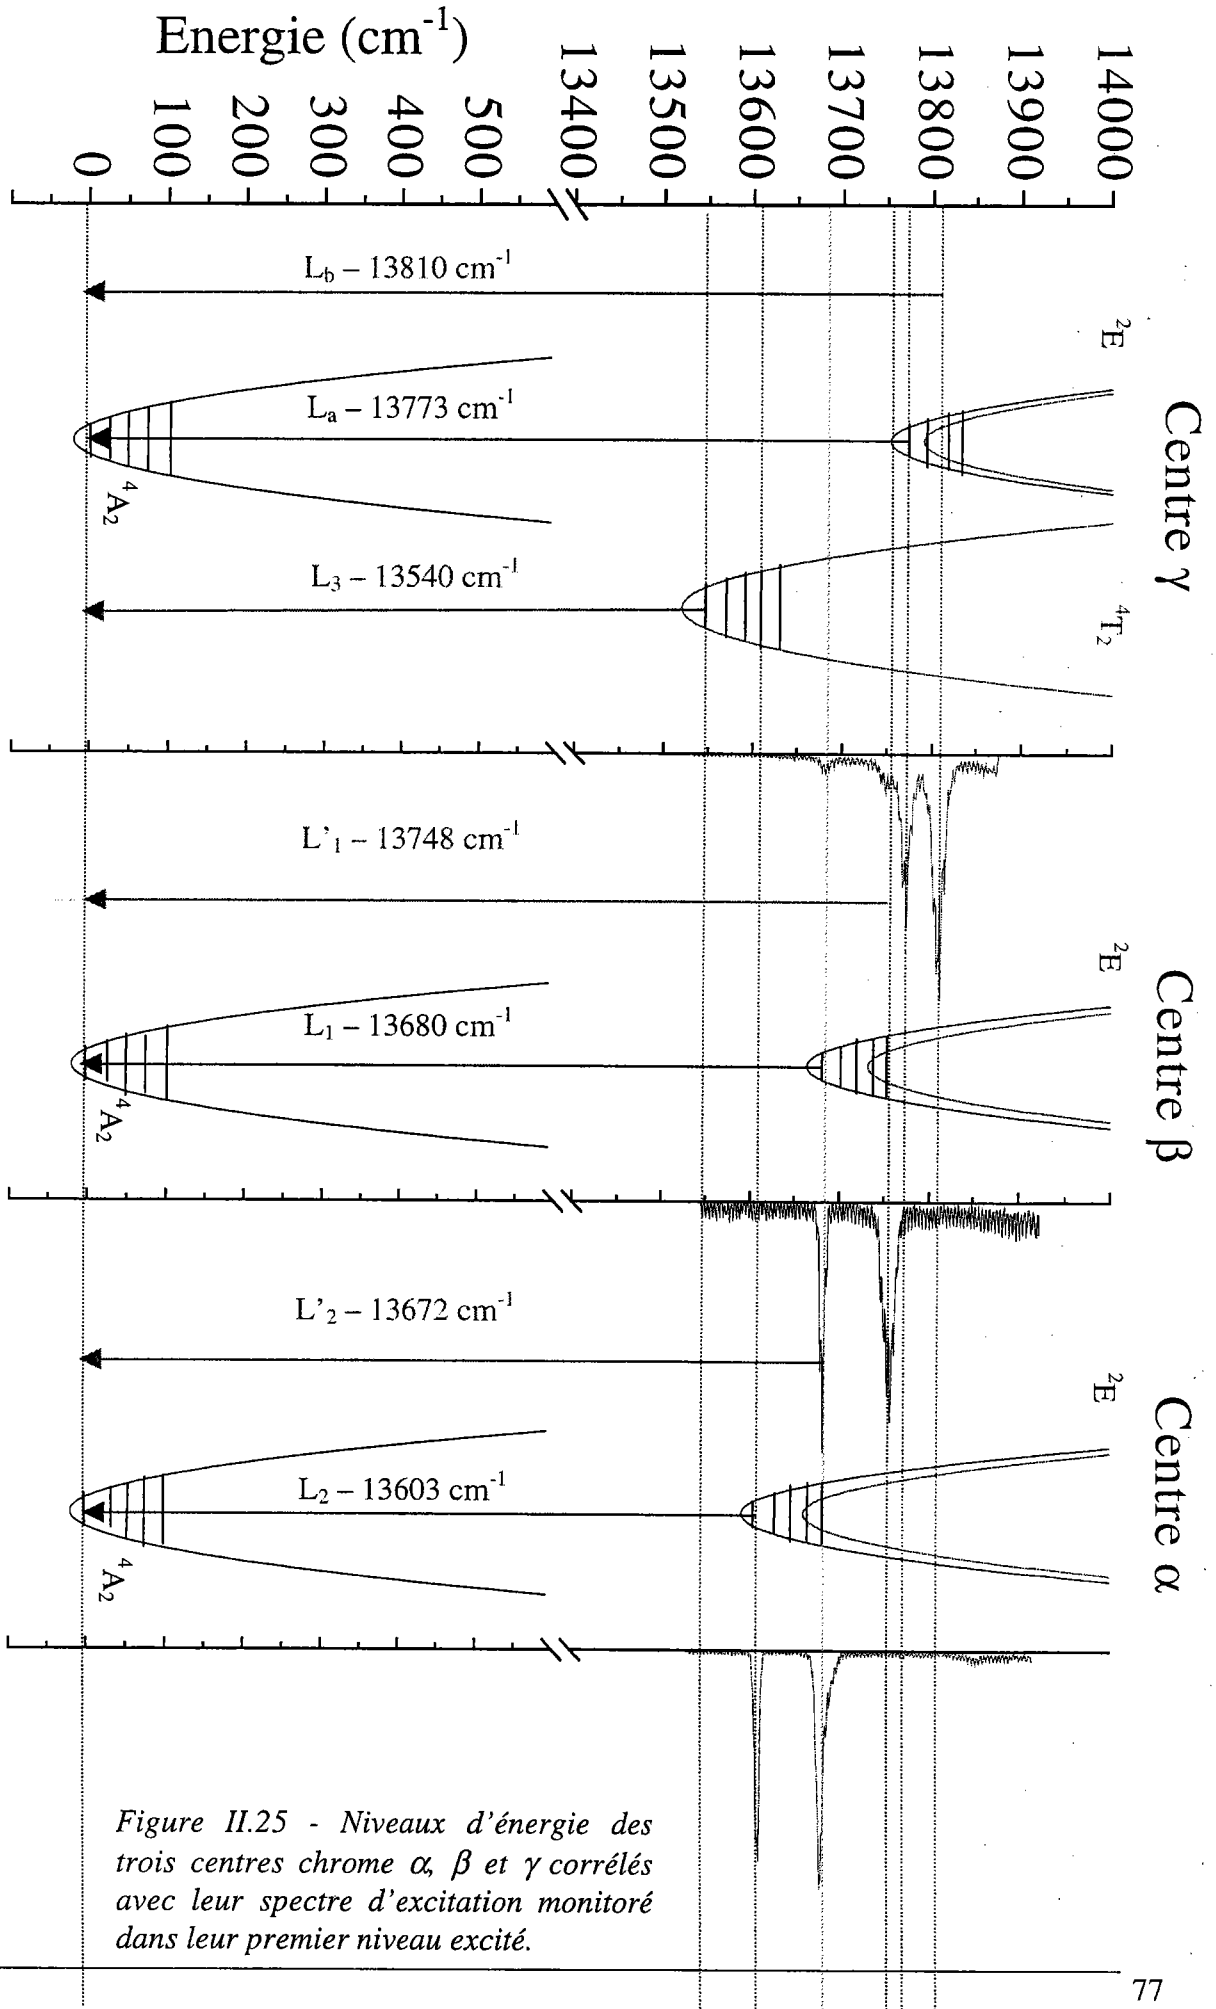 Energie (cm⁻¹)
0
100
200
300
400
500
13400
13500
13600
13700
13800
13900
14000
Centre γ
L_b – 13810 cm⁻¹
²E
L_a – 13773 cm⁻¹
⁴A₂
L₃ – 13540 cm⁻¹
⁴T₂
Centre β
L'₁ – 13748 cm⁻¹
²E
L₁ – 13680 cm⁻¹
⁴A₂
Centre α
L'₂ – 13672 cm⁻¹
²E
L₂ – 13603 cm⁻¹
⁴A₂
Figure II.25 - Niveaux d'énergie des
trois centres chrome α, β et γ corrélés
avec leur spectre d'excitation monitoré
dans leur premier niveau excité.
77